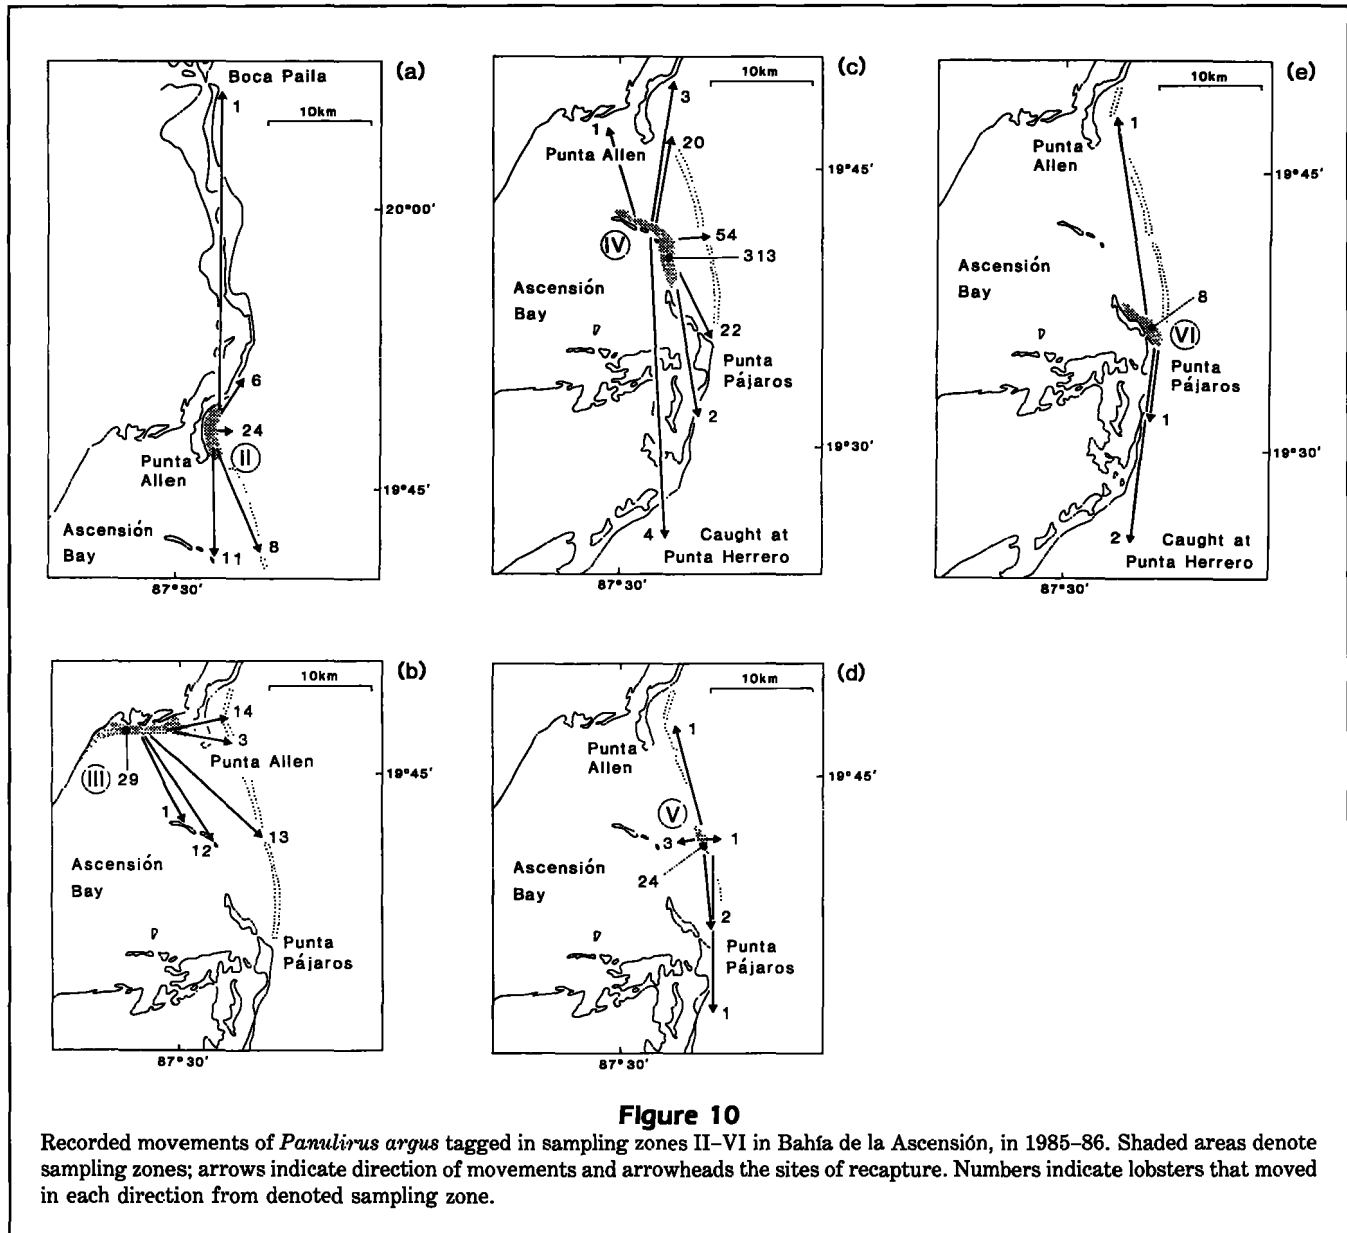 (a)
Boca Paila
1
10km
20°00'
6
24
II
Punta
Allen
19°45'
Ascensión
Bay
11
8
87°30'
(c)
10km
3
1
20
Punta Allen
19°45'
IV
54
313
Ascensión
Bay
22
Punta
Pájaros
2
19°30'
4
Caught at
Punta Herrero
87°30'
(e)
10km
1
Punta
Allen
19°45'
Ascensión
Bay
8
VI
Punta
Pájaros
1
19°30'
2
Caught at
Punta Herrero
87°30'
(b)
10km
14
3
Punta Allen
III
29
19°45'
1
13
12
Ascensión
Bay
Punta
Pájaros
87°30'
(d)
10km
1
Punta
Allen
19°45'
V
3
1
24
Ascensión
Bay
2
Punta
Pájaros
1
87°30'
Figure 10
Recorded movements of Panulirus argus tagged in sampling zones II–VI in Bahía de la Ascensión, in 1985–86. Shaded areas denote
sampling zones; arrows indicate direction of movements and arrowheads the sites of recapture. Numbers indicate lobsters that moved
in each direction from denoted sampling zone.